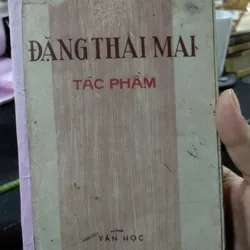 ĐẶNG THAI MAI
TÁC PHẨM
VĂN HỌC